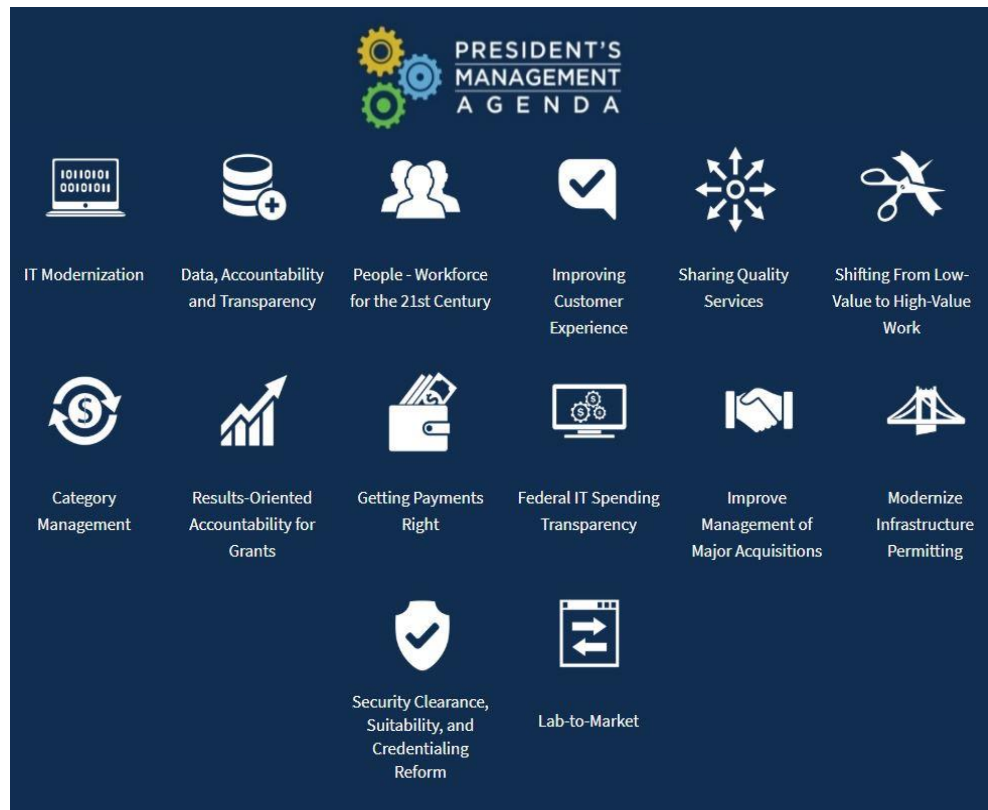 PRESIDENT'S
MANAGEMENT
AGENDA
10110101
00101011
IT Modernization
Data, Accountability
and Transparency
People - Workforce
for the 21st Century
Improving
Customer
Experience
Sharing Quality
Services
Shifting From Low-
Value to High-Value
Work
$
$
$
Category
Management
Results-Oriented
Accountability for
Grants
Getting Payments
Right
Federal IT Spending
Transparency
Improve
Management of
Major Acquisitions
Modernize
Infrastructure
Permitting
Security Clearance,
Suitability, and
Credentialing
Reform
Lab-to-Market